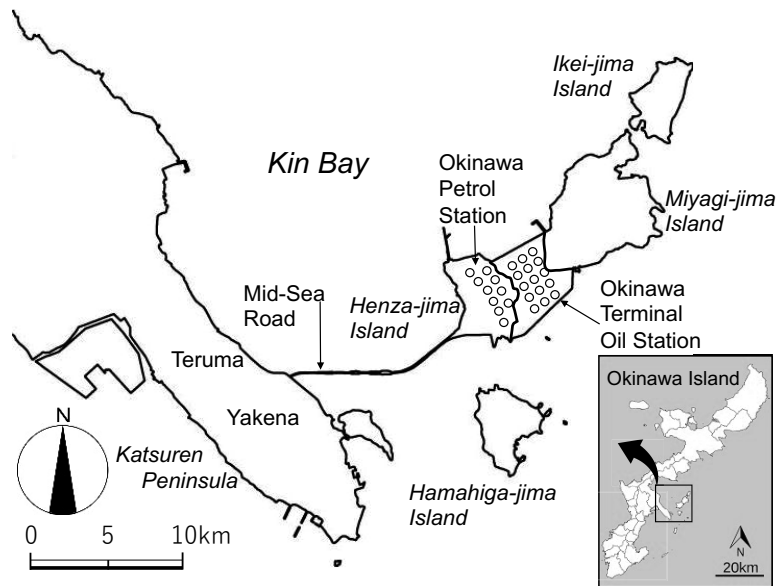 Ikei-jima
Island
Kin Bay
Okinawa
Petrol
Station
Miyagi-jima
Island
Mid-Sea
Road
Henza-jima
Island
Okinawa
Terminal
Oil Station
Teruma
Yakena
N
Katsuren
Peninsula
Hamahiga-jima
Island
0 5 10km
Okinawa Island
N
20km